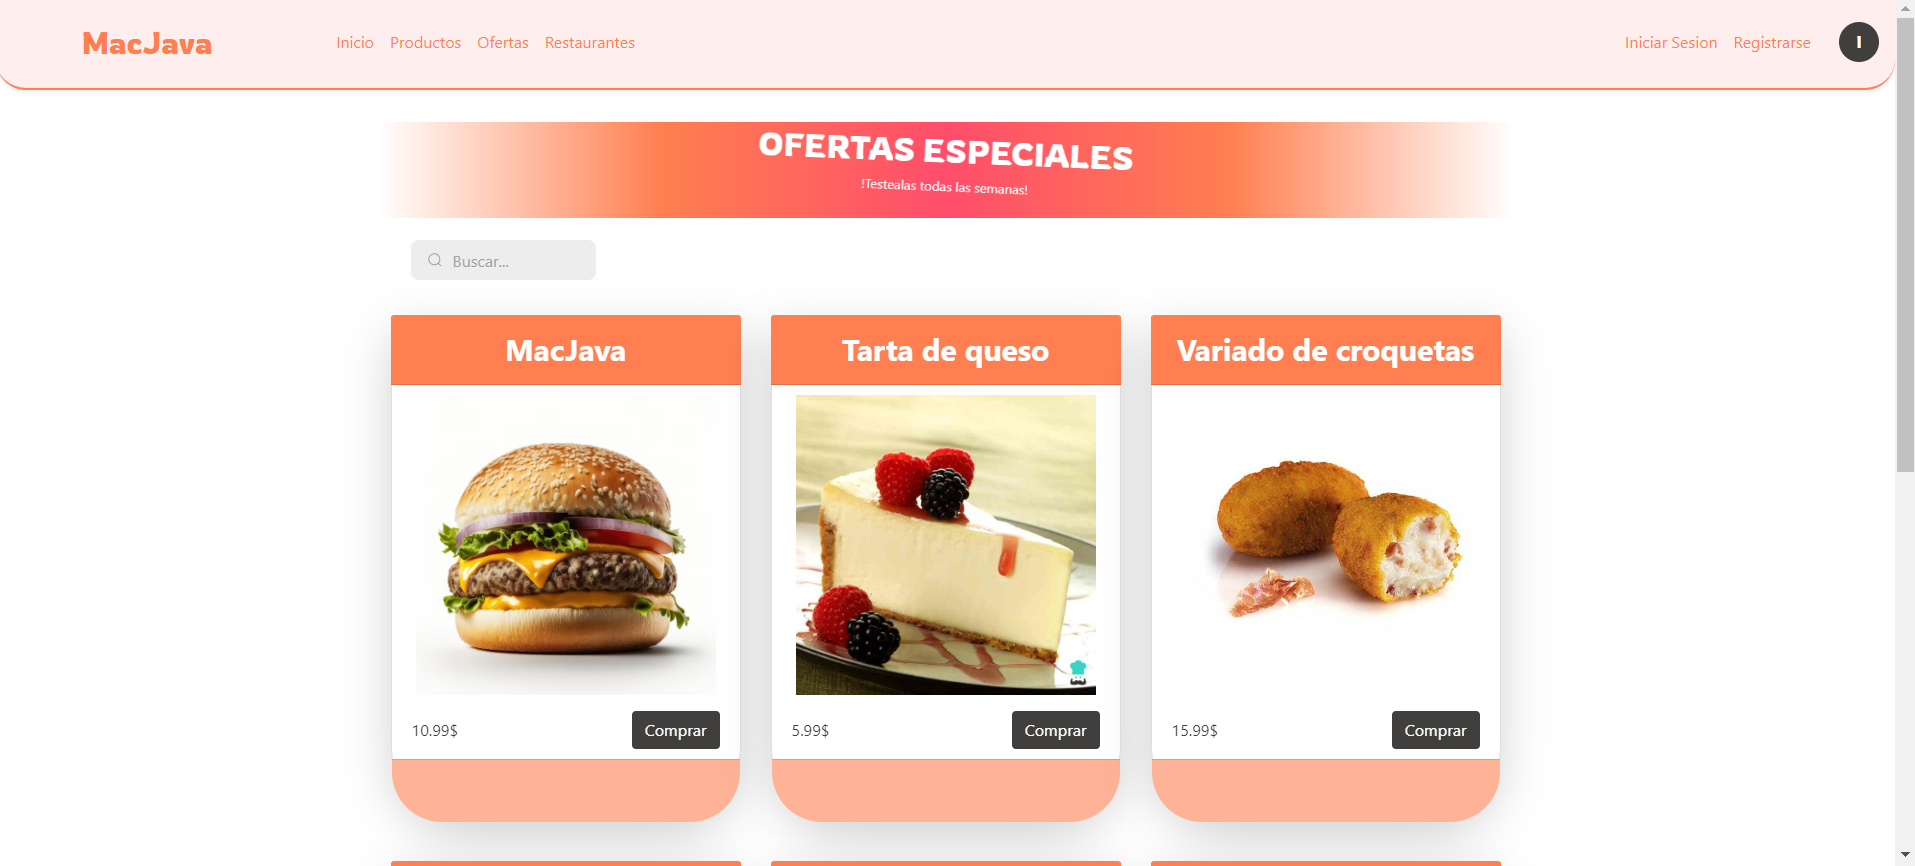 MacJava
Inicio Productos Ofertas Restaurantes
Iniciar Sesion Registrarse
I
OFERTAS ESPECIALES
!Testealas todas las semanas!
Buscar...
MacJava
Tarta de queso
Variado de croquetas
10.99$ Comprar
5.99$ Comprar
15.99$ Comprar